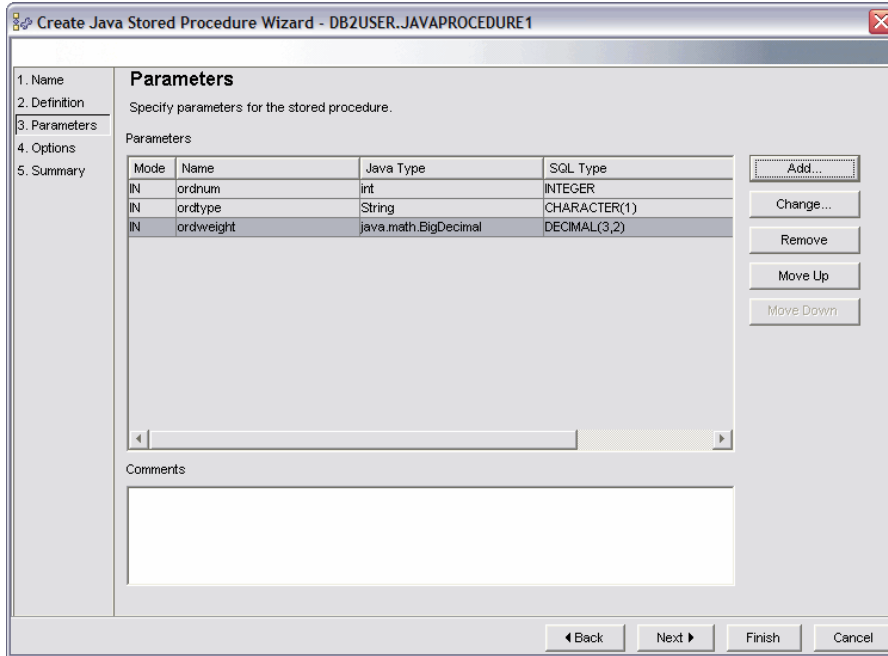 Create Java Stored Procedure Wizard - DB2USER.JAVAPROCEDURE1
1. Name
2. Definition
3. Parameters
4. Options
5. Summary
Parameters
Specify parameters for the stored procedure.
Parameters
Mode Name Java Type SQL Type
IN ordnum int INTEGER
IN ordtype String CHARACTER(1)
IN ordweight java.math.BigDecimal DECIMAL(3,2)
Add...
Change...
Remove
Move Up
Move Down
Comments
Back Next Finish Cancel